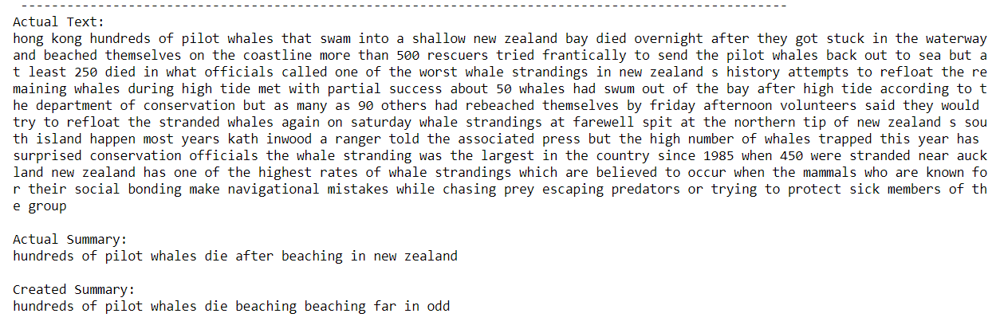 Actual Text:
hong kong hundreds of pilot whales that swam into a shallow new zealand bay died overnight after they got stuck in the waterway
and beached themselves on the coastline more than 500 rescuers tried frantically to send the pilot whales back out to sea but a
t least 250 died in what officials called one of the worst whale strandings in new zealand s history attempts to refloat the re
maining whales during high tide met with partial success about 50 whales had swum out of the bay after high tide according to t
he department of conservation but as many as 90 others had rebeached themselves by friday afternoon volunteers said they would
try to refloat the stranded whales again on saturday whale strandings at farewell spit at the northern tip of new zealand s sou
th island happen most years kath inwood a ranger told the associated press but the high number of whales trapped this year has
surprised conservation officials the whale stranding was the largest in the country since 1985 when 450 were stranded near auck
land new zealand has one of the highest rates of whale strandings which are believed to occur when the mammals who are known fo
r their social bonding make navigational mistakes while chasing prey escaping predators or trying to protect sick members of th
e group
Actual Summary:
hundreds of pilot whales die after beaching in new zealand
Created Summary:
hundreds of pilot whales die beaching beaching far in odd